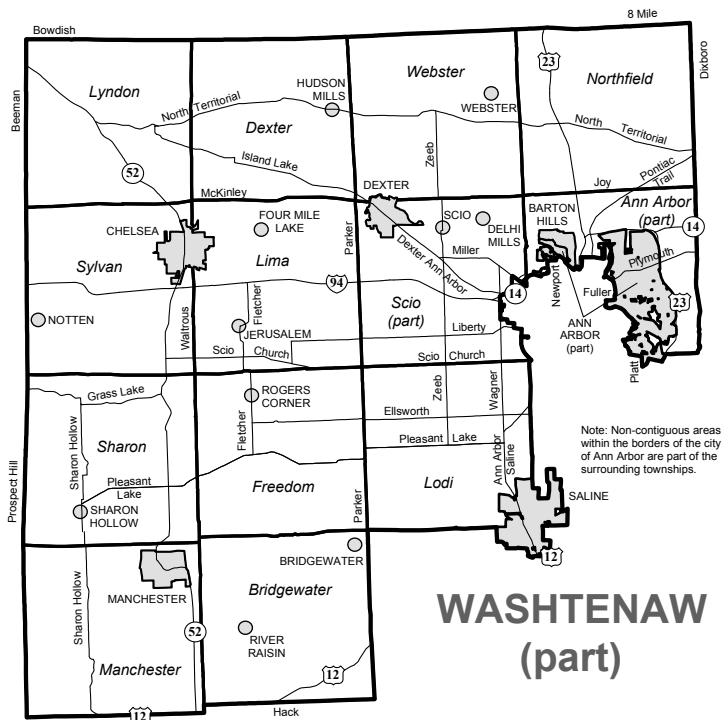 8 Mile
Bowdish
Dixboro
23
Webster
Northfield
Lyndon
HUDSON
MILLS
WEBSTER
Beeman
North Territorial
North
Territorial
Dexter
Zeeb
Island Lake
Pontiac
Trail
52
Joy
McKinley
DEXTER
BARTON
HILLS
Ann Arbor
(part)
CHELSEA
FOUR MILE
LAKE
Parker
SCIO
DELHI
MILLS
14
Sylvan
Lima
Dexter Ann Arbor
Miller
Plymouth
94
Newport
Fuller
14
23
NOTTEN
Waltrous
Fletcher
JERUSALEM
Scio
(part)
Liberty
ANN
ARBOR
(part)
Scio
Church
Scio
Church
Platt
Grass Lake
ROGERS
CORNER
Zeeb
Wagner
Ellsworth
Sharon Hollow
Sharon
Fletcher
Pleasant
Lake
Ann Arbor
Saline
Note: Non-contiguous areas
within the borders of the city
of Ann Arbor are part of the
surrounding townships.
Prospect Hill
Pleasant
Lake
Freedom
Parker
Lodi
SALINE
SHARON
HOLLOW
12
BRIDGEWATER
Sharon Hollow
MANCHESTER
Bridgewater
WASHTENAW
(part)
52
RIVER
RAISIN
Manchester
12
12
Hack